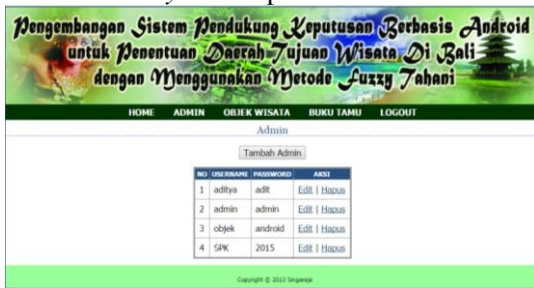 Pengembangan Sistem Pendukung Keputusan Berbasis Android
untuk Penentuan Daerah Tujuan Wisata Di Bali
dengan Menggunakan Metode Fuzzy Tahani
HOME ADMIN OBJEK WISATA BUKU TAMU LOGOUT
Admin
Tambah Admin
NO USERNAME PASSWORD AKSI
1 aditya adit Edit | Hapus
2 admin admin Edit | Hapus
3 objek android Edit | Hapus
4 SPK 2015 Edit | Hapus
Copyright © 2013 Singaraja